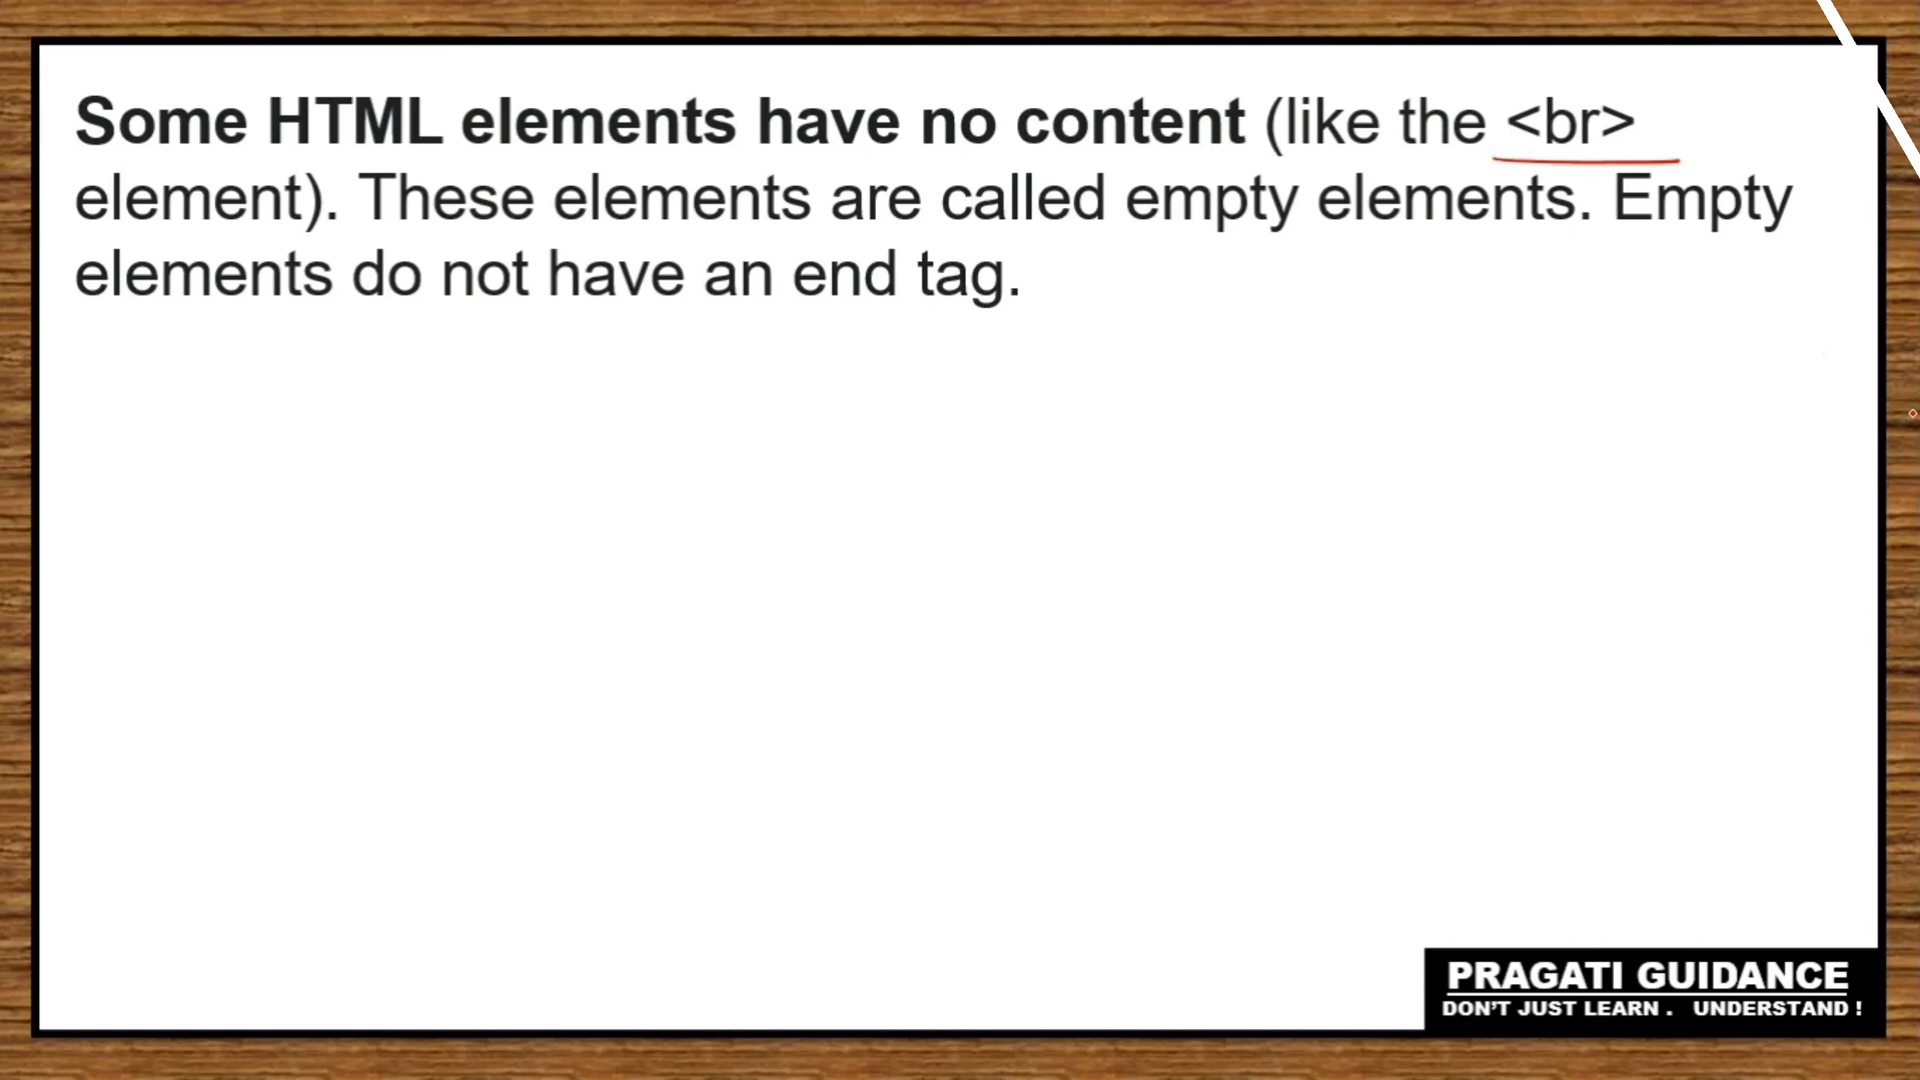 Some HTML elements have no content (like the <br>
element). These elements are called empty elements. Empty
elements do not have an end tag.
PRAGATI GUIDANCE
DON'T JUST LEARN . UNDERSTAND !